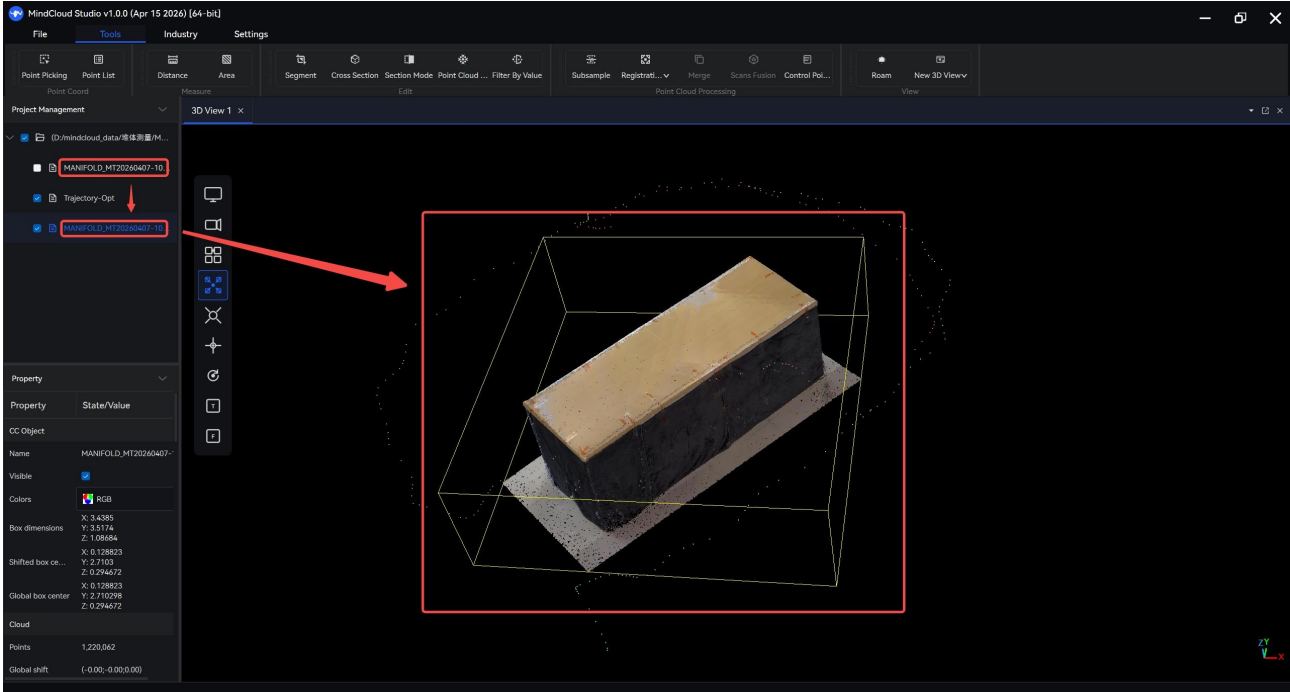 MindCloud Studio v1.0.0 (Apr 15 2026) [64-bit]
File Tools Industry Settings
Point Picking Point List Distance Area Segment Cross Section Section Mode Point Cloud ... Filter By Value Subsample Registrati... Merge Scans Fusion Control Poi... Roam New 3D View
Point Coord Measure Edit Point Cloud Processing View
Project Management
3D View 1
(D:/mindcloud_data/堆体测量/M...
MANIFOLD_MT20260407-10...
Trajectory-Opt
MANIFOLD_MT20260407-10...
T
F
Property
Property State/Value
CC Object
Name MANIFOLD_MT20260407-
Visible
Colors RGB
Box dimensions X: 3.4385
Y: 3.5174
Z: 1.08684
Shifted box ce... X: 0.128823
Y: 2.7103
Z: 0.294672
Global box center X: 0.128823
Y: 2.710298
Z: 0.294672
Cloud
Points 1,220,062
Global shift (-0.00;-0.00;0.00)
ZY
X